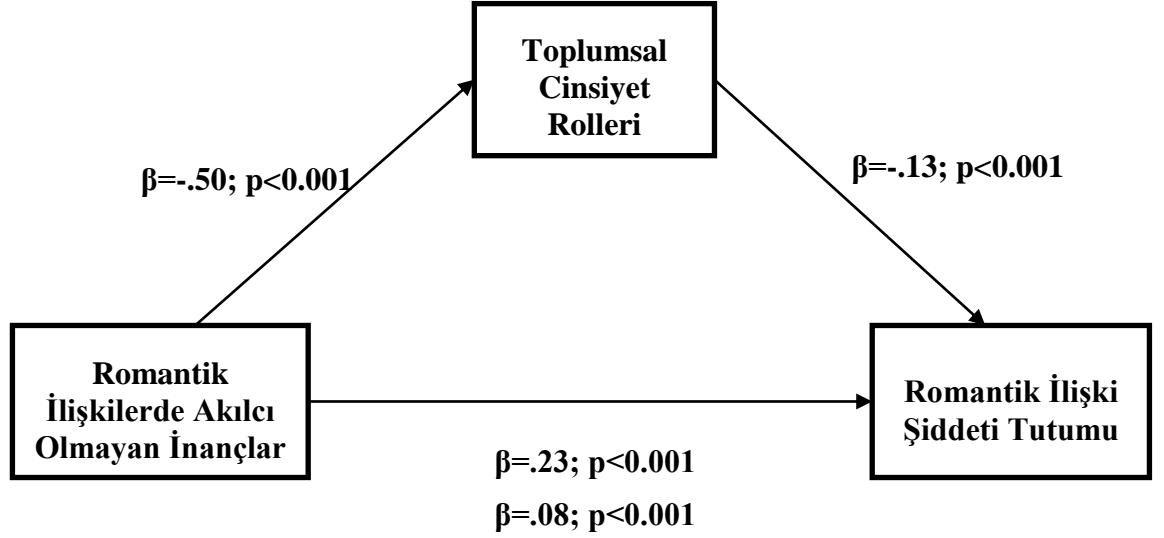 Toplumsal
Cinsiyet
Rolleri
β=-.50; p<0.001
β=-.13; p<0.001
Romantik
İlişkilerde Akılcı
Olmayan İnançlar
Romantik İlişki
Şiddeti Tutumu
β=.23; p<0.001
β=.08; p<0.001